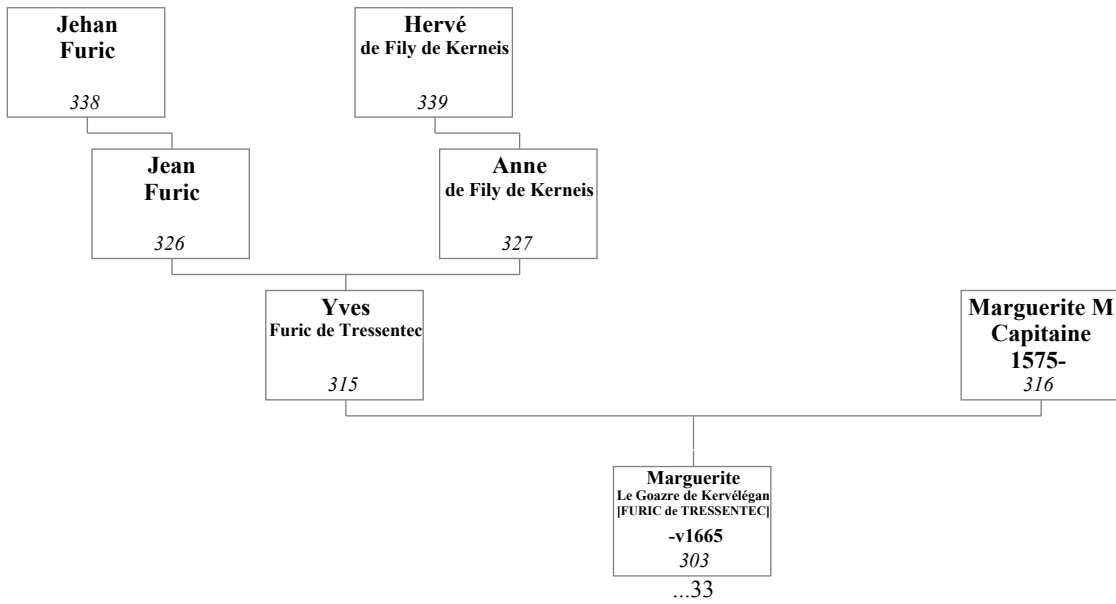 Jehan
Furic
338
Hervé
de Fily de Kerneis
339
Jean
Furic
326
Anne
de Fily de Kerneis
327
Yves
Furic de Tressentec
315
Marguerite M
Capitaine
1575-
316
Marguerite
Le Goazre de Kervélégan
[FURIC de TRESSENTEC]
-v1665
303
...33